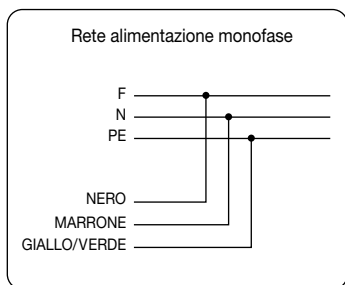 Rete alimentazione monofase
F
N
PE
NERO
MARRONE
GIALLO/VERDE